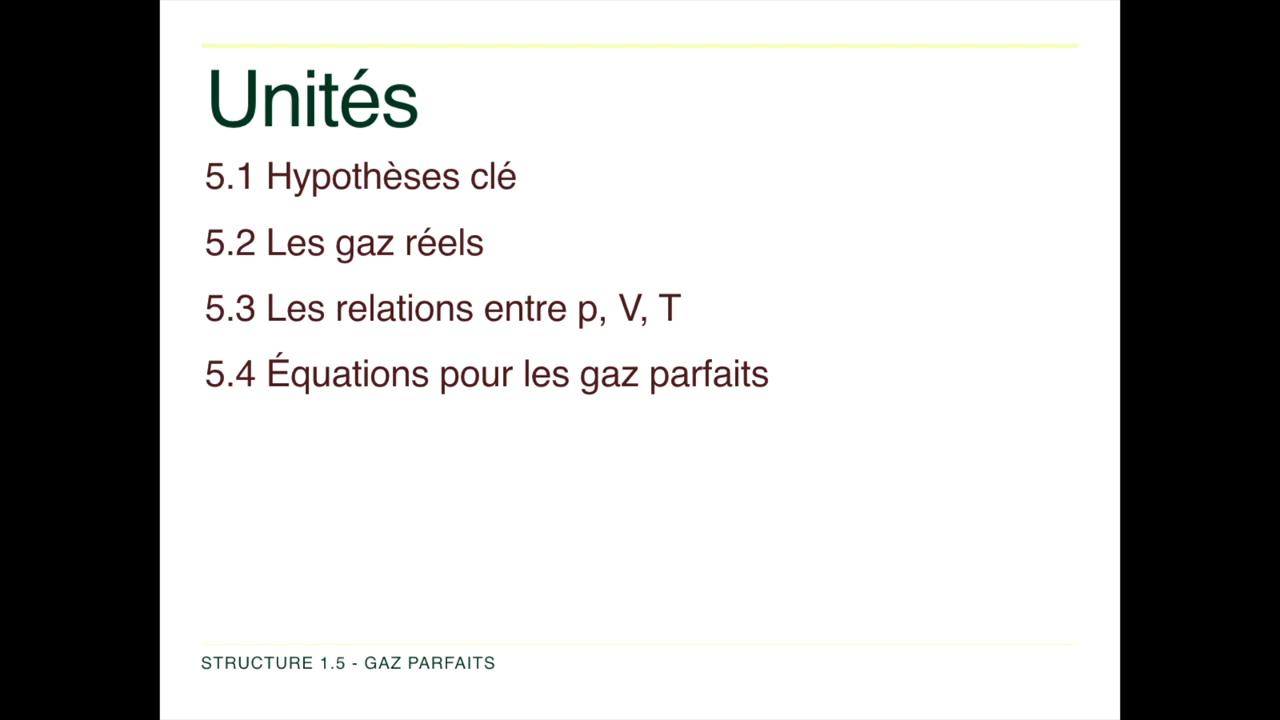 Unités
5.1 Hypothèses clé
5.2 Les gaz réels
5.3 Les relations entre p, V, T
5.4 Équations pour les gaz parfaits
STRUCTURE 1.5 - GAZ PARFAITS